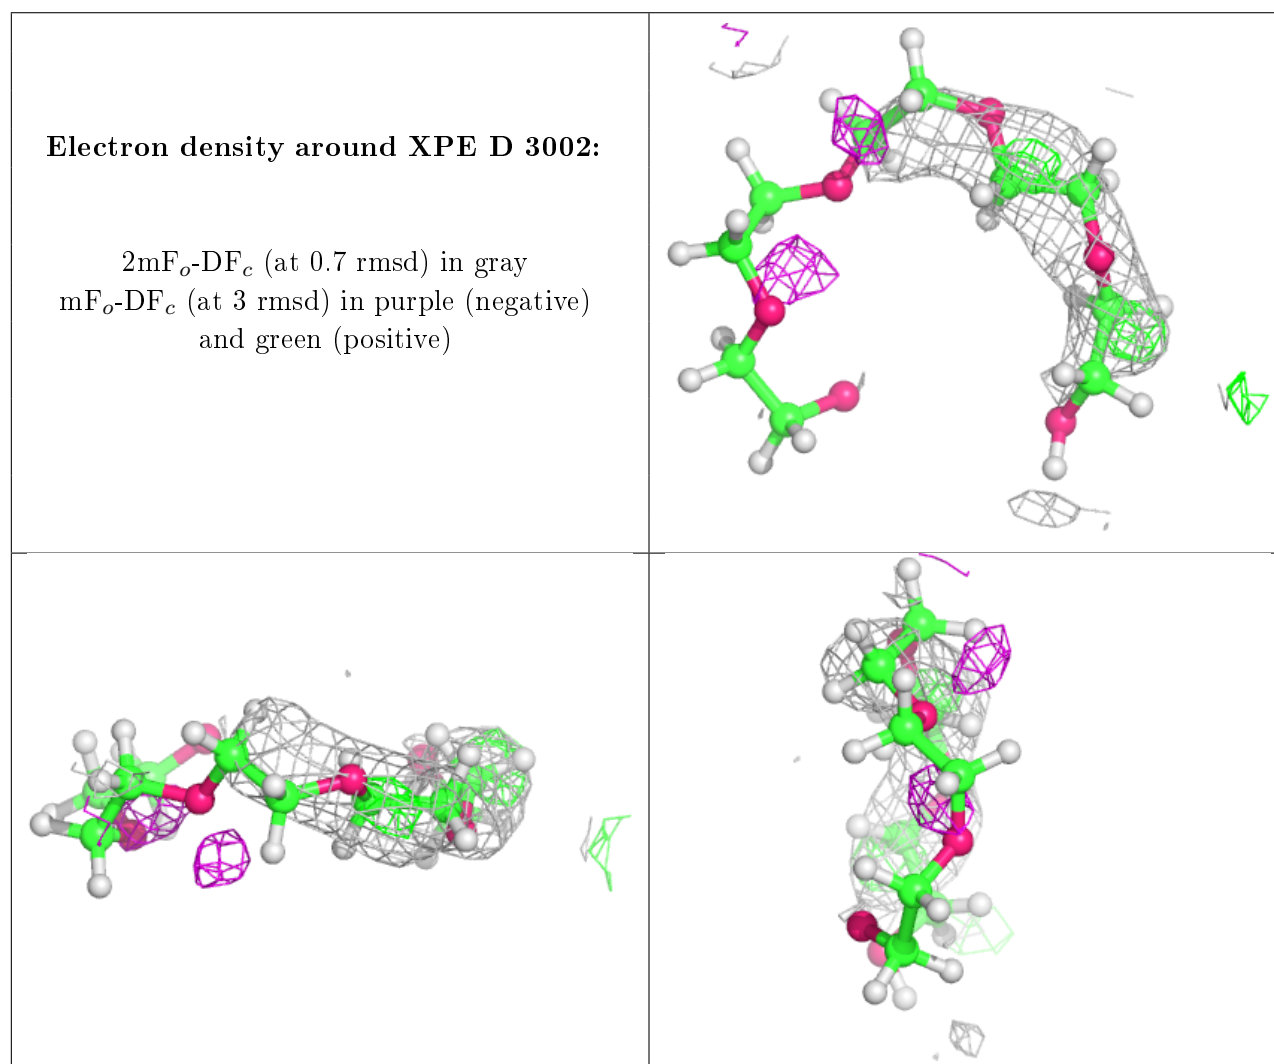 Electron density around XPE D 3002:
2mFo-DFc (at 0.7 rmsd) in gray
mFo-DFc (at 3 rmsd) in purple (negative)
and green (positive)